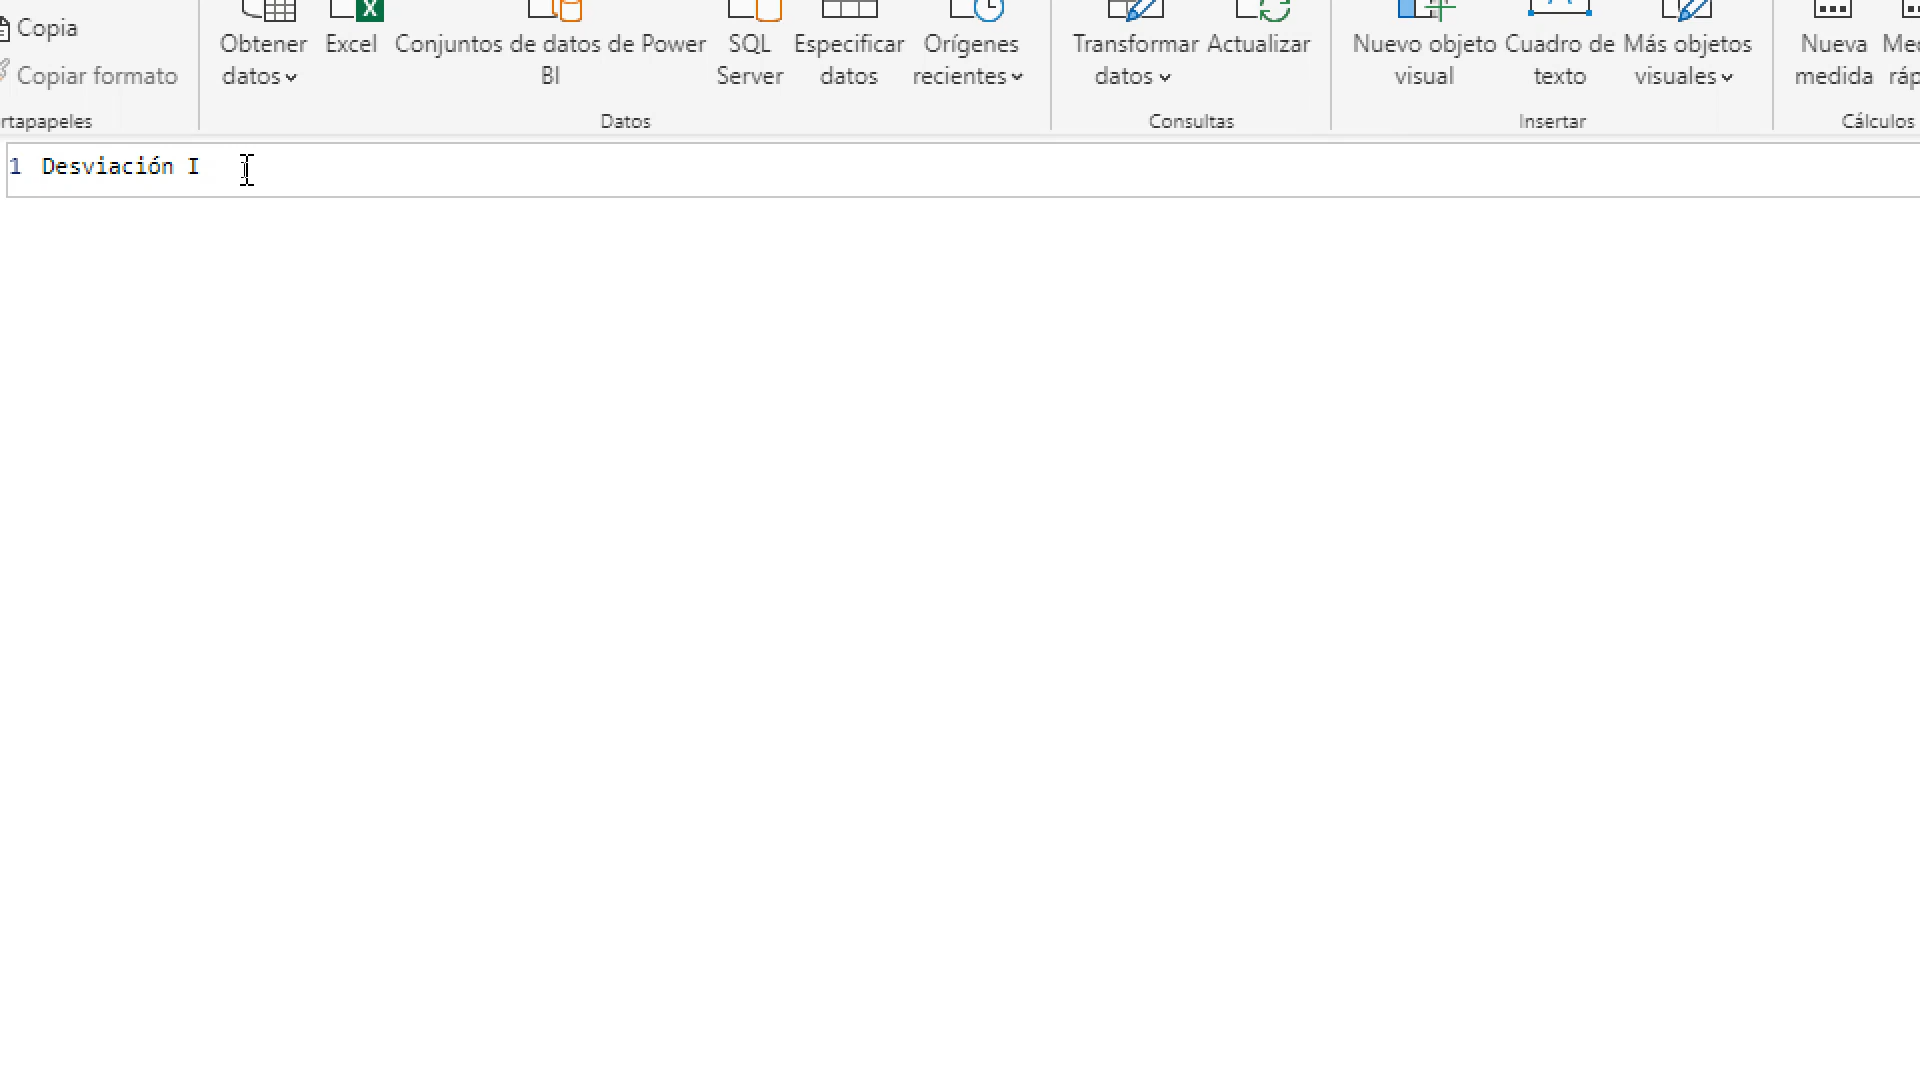 Copia
Copiar formato
rtapapeles
Obtener
datos
Excel
Conjuntos de datos de Power
BI
SQL
Server
Especificar
datos
Orígenes
recientes
Datos
Transformar
datos
Actualizar
Consultas
Nuevo objeto
visual
Cuadro de
texto
Más objetos
visuales
Insertar
Nueva
medida
Me
ráp
Cálculos
1 Desviación I